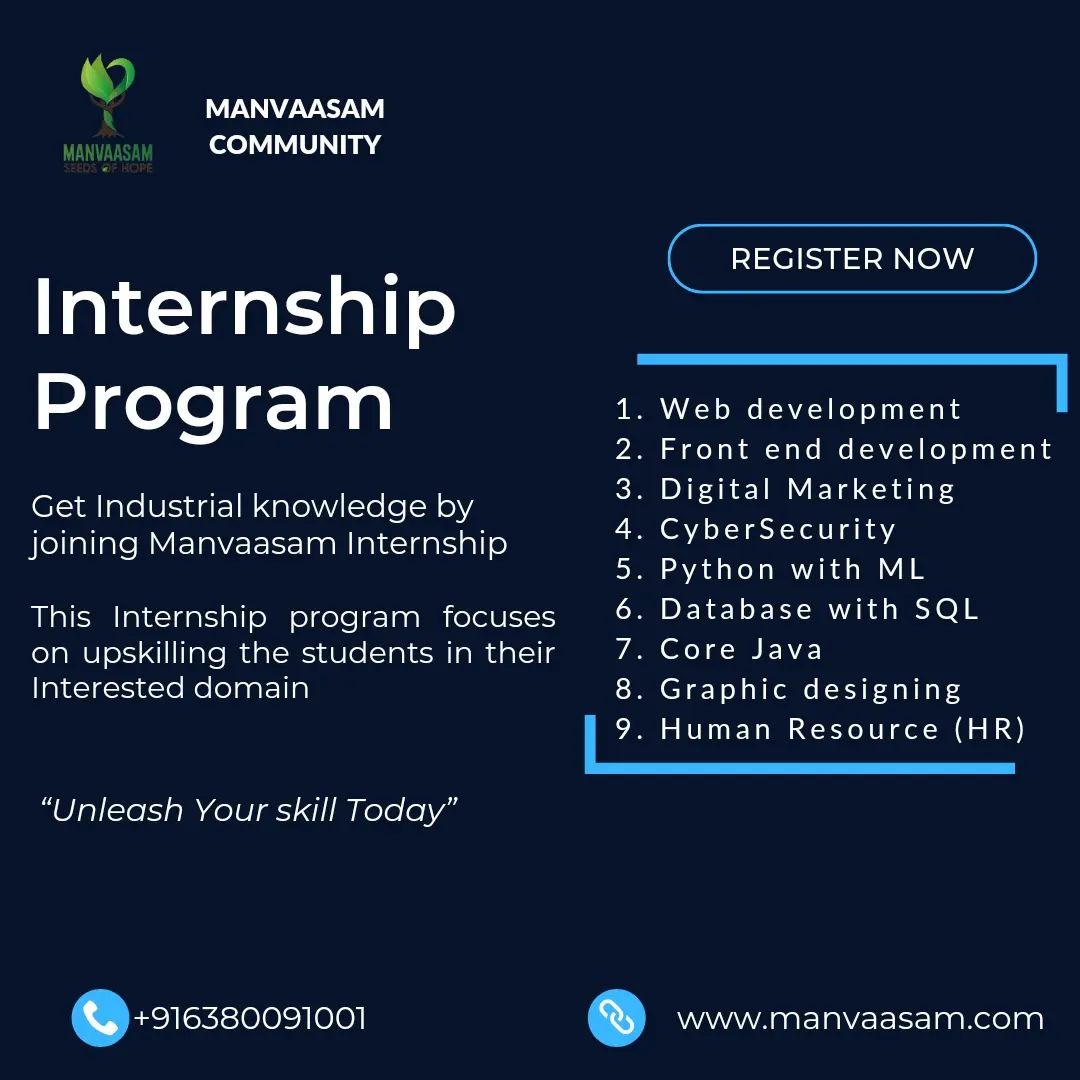 MANVAASAM
SEEDS OF HOPE
MANVAASAM
COMMUNITY
Internship
Program
Get Industrial knowledge by
joining Manvaasam Internship
This Internship program focuses
on upskilling the students in their
Interested domain
“Unleash Your skill Today”
REGISTER NOW
1. Web development
2. Front end development
3. Digital Marketing
4. CyberSecurity
5. Python with ML
6. Database with SQL
7. Core Java
8. Graphic designing
9. Human Resource (HR)
+916380091001
www.manvaasam.com